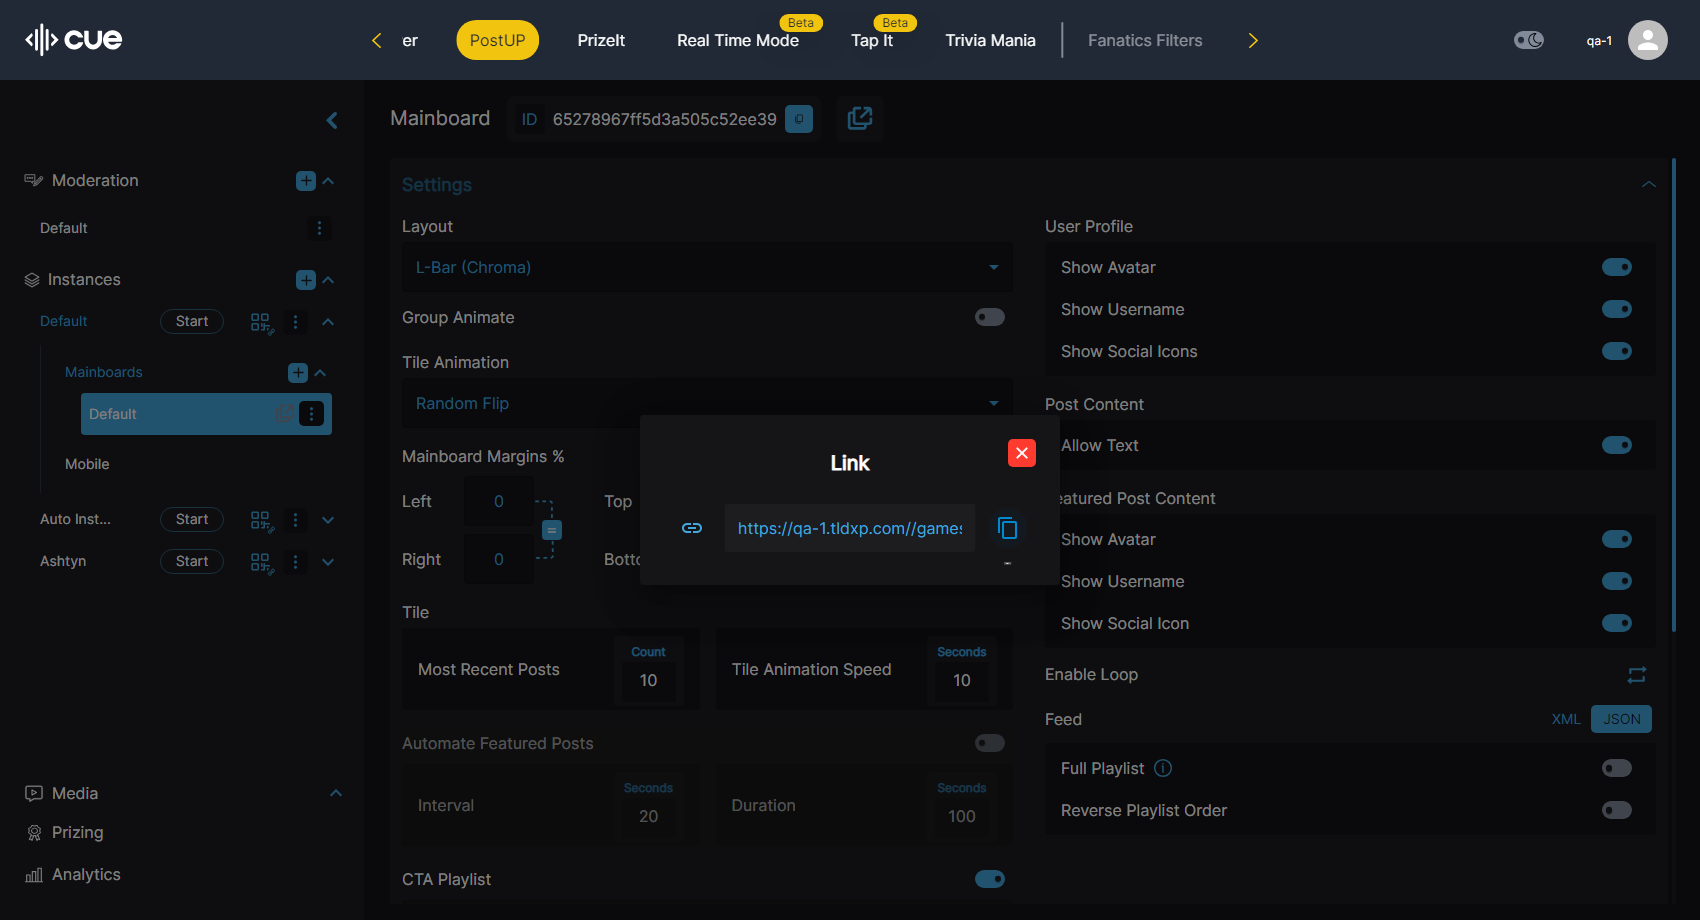 cue
er
PostUP
PrizeIt
Real Time Mode
Beta
Tap It
Beta
Trivia Mania
Fanatics Filters
qa-1
Moderation
Default
Instances
Default
Start
Mainboards
Default
Mobile
Auto Inst...
Start
Ashtyn
Start
Media
Prizing
Analytics
Mainboard
ID
65278967ff5d3a505c52ee39
Settings
Layout
L-Bar (Chroma)
Group Animate
Tile Animation
Random Flip
Mainboard Margins %
Left
0
Top
Right
0
Botto
Tile
Most Recent Posts
Count
10
Tile Animation Speed
Seconds
10
Automate Featured Posts
Interval
Seconds
20
Duration
Seconds
100
CTA Playlist
Link
https://qa-1.tldxp.com//games
User Profile
Show Avatar
Show Username
Show Social Icons
Post Content
Allow Text
eatured Post Content
Show Avatar
Show Username
Show Social Icon
Enable Loop
Feed
XML
JSON
Full Playlist
Reverse Playlist Order